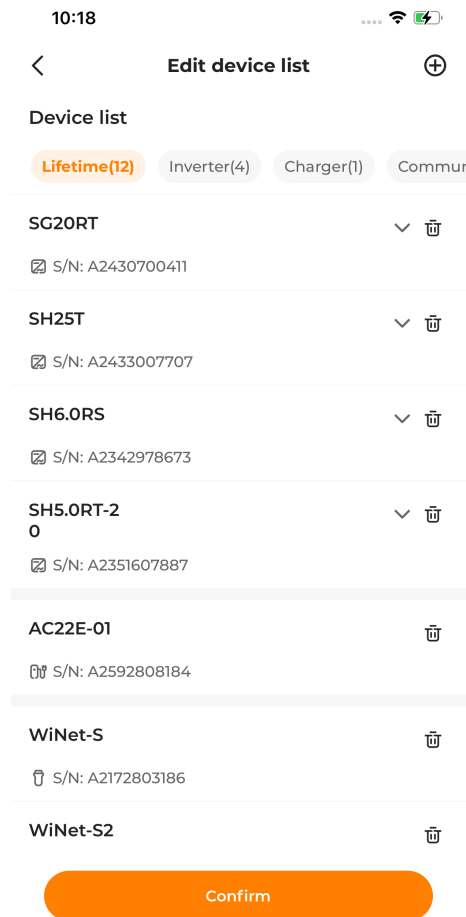 10:18
Edit device list
Device list
Lifetime(12) Inverter(4) Charger(1) Commur
SG20RT
S/N: A2430700411
SH25T
S/N: A2433007707
SH6.0RS
S/N: A2342978673
SH5.0RT-2
0
S/N: A2351607887
AC22E-01
S/N: A2592808184
WiNet-S
S/N: A2172803186
WiNet-S2
Confirm